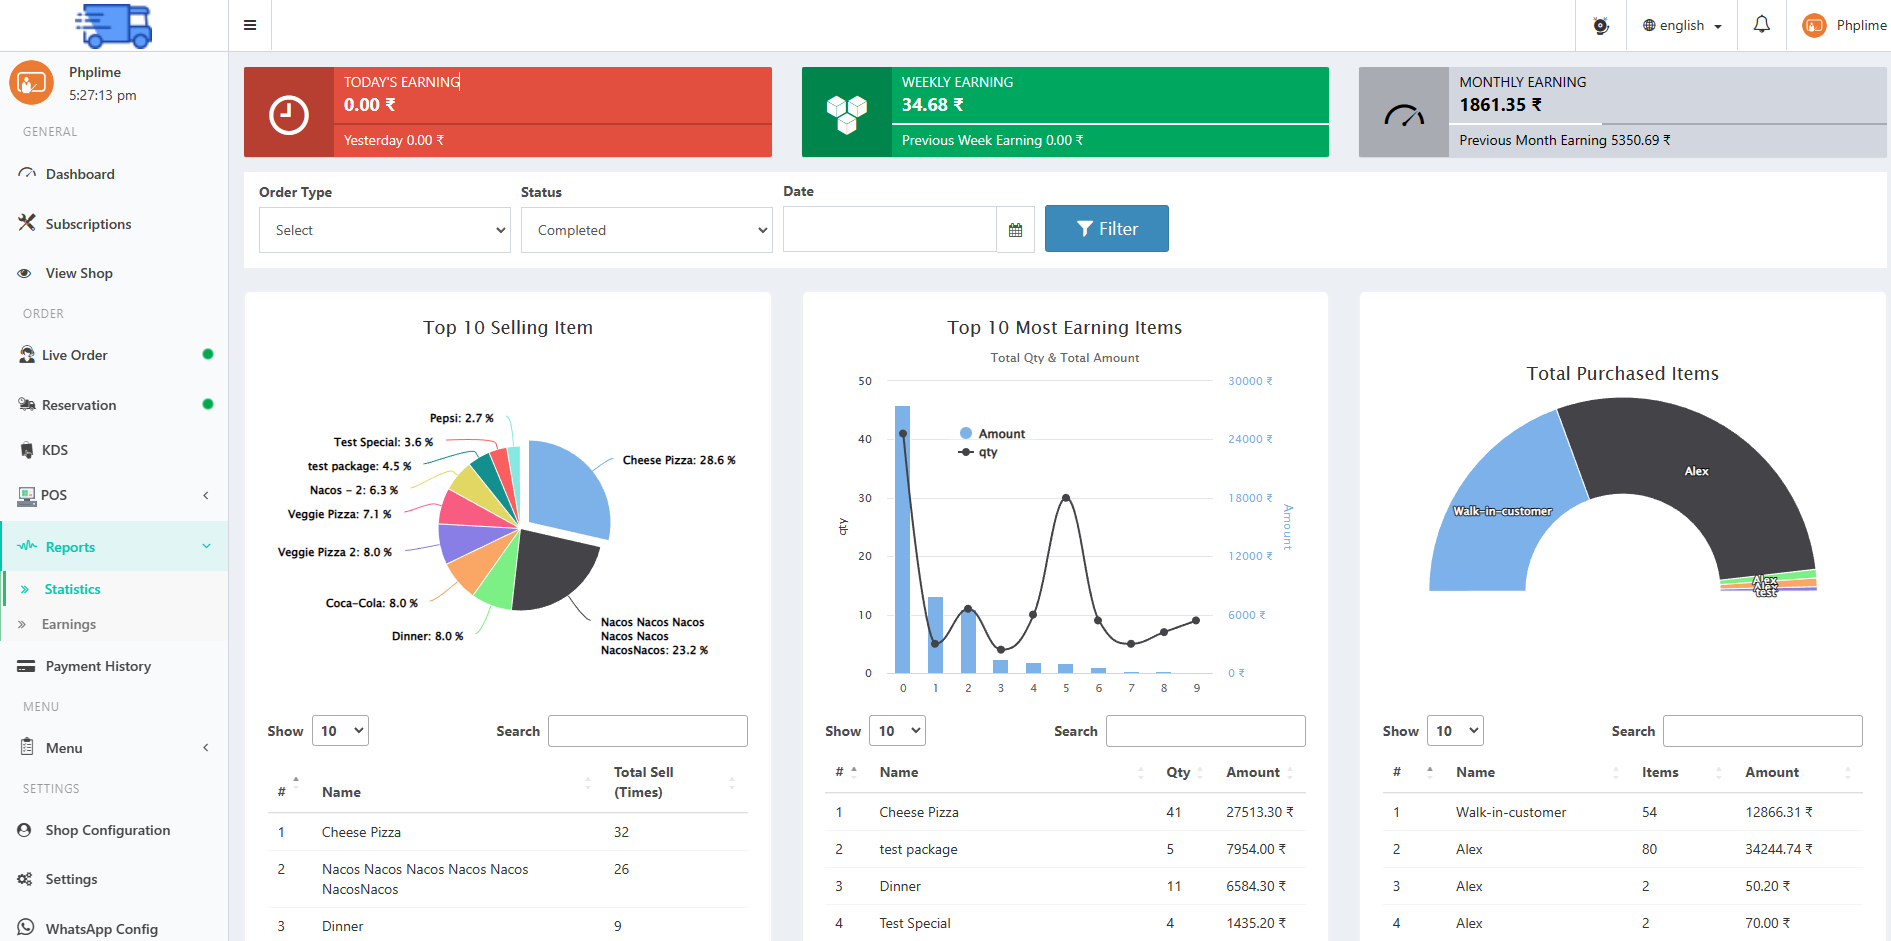 english
Phplime
Phplime
5:27:13 pm
GENERAL
Dashboard
Subscriptions
View Shop
ORDER
Live Order
Reservation
KDS
POS
Reports
Statistics
Earnings
Payment History
MENU
Menu
SETTINGS
Shop Configuration
Settings
WhatsApp Config
TODAY'S EARNING
0.00 ₹
Yesterday 0.00 ₹
WEEKLY EARNING
34.68 ₹
Previous Week Earning 0.00 ₹
MONTHLY EARNING
1861.35 ₹
Previous Month Earning 5350.69 ₹
Order Type
Select
Status
Completed
Date
Filter
Top 10 Selling Item
Pepsi: 2.7 %
Test Special: 3.6 %
test package: 4.5 %
Nacos - 2: 6.3 %
Veggie Pizza: 7.1 %
Veggie Pizza 2: 8.0 %
Coca-Cola: 8.0 %
Dinner: 8.0 %
Cheese Pizza: 28.6 %
Nacos Nacos Nacos
Nacos Nacos
NacosNacos: 23.2 %
Show 10 Search
# Name Total Sell
(Times)
1 Cheese Pizza 32
2 Nacos Nacos Nacos Nacos Nacos 26
NacosNacos
3 Dinner 9
Top 10 Most Earning Items
Total Qty & Total Amount
50 30000 ₹
40 24000 ₹
30 18000 ₹
20 12000 ₹
10 6000 ₹
0 0 ₹
qty
Amount
Amount
qty
0 1 2 3 4 5 6 7 8 9
Show 10 Search
# Name Qty Amount
1 Cheese Pizza 41 27513.30 ₹
2 test package 5 7954.00 ₹
3 Dinner 11 6584.30 ₹
4 Test Special 4 1435.20 ₹
Total Purchased Items
Walk-in-customer
Alex
Alex
Alex
test
Show 10 Search
# Name Items Amount
1 Walk-in-customer 54 12866.31 ₹
2 Alex 80 34244.74 ₹
3 Alex 2 50.20 ₹
4 Alex 2 70.00 ₹